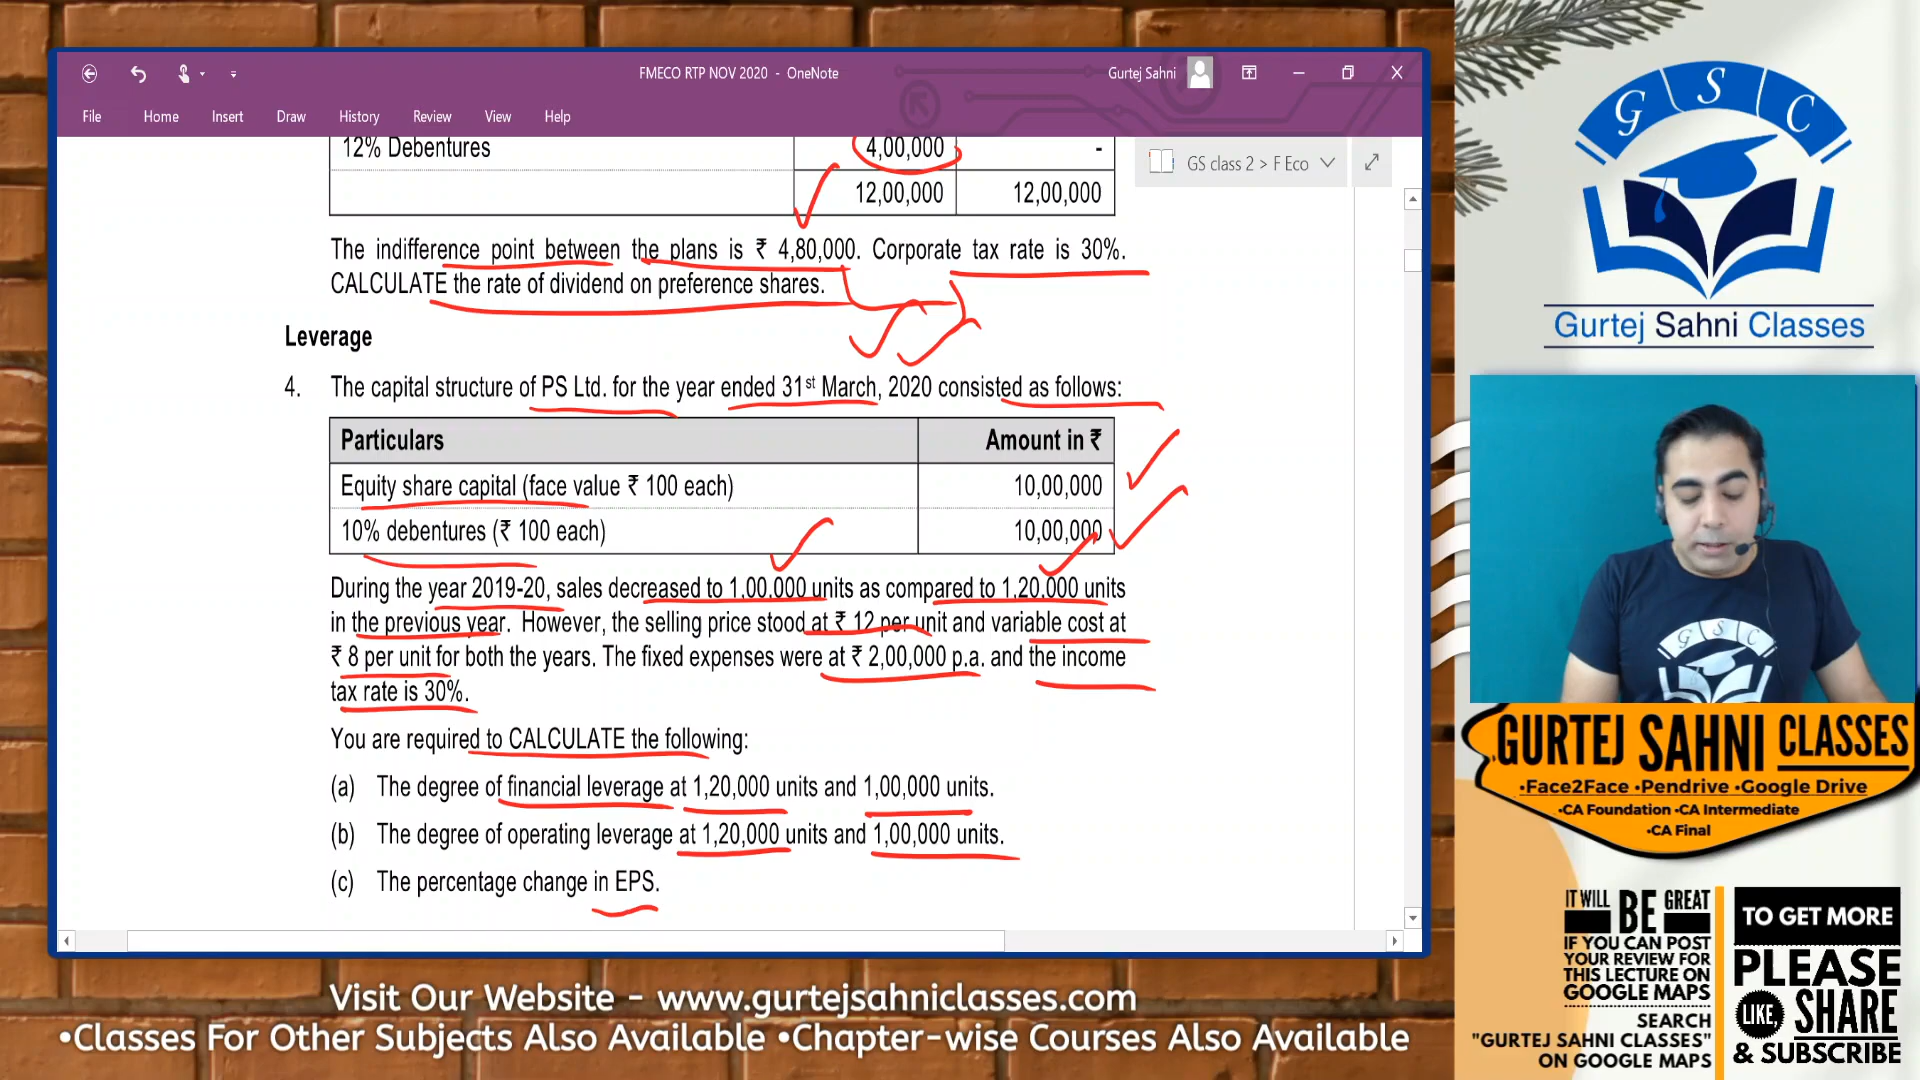 FMECO RTP NOV 2020 - OneNote
Gurtej Sahni
File Home Insert Draw History Review View Help
GS class 2 > F Eco
12% Debentures 4,00,000 -
12,00,000 12,00,000
The indifference point between the plans is ₹ 4,80,000. Corporate tax rate is 30%.
CALCULATE the rate of dividend on preference shares.
Leverage
4. The capital structure of PS Ltd. for the year ended 31st March, 2020 consisted as follows:
Particulars Amount in ₹
Equity share capital (face value ₹ 100 each) 10,00,000
10% debentures (₹ 100 each) 10,00,000
During the year 2019-20, sales decreased to 1,00,000 units as compared to 1,20,000 units
in the previous year. However, the selling price stood at ₹ 12 per unit and variable cost at
₹ 8 per unit for both the years. The fixed expenses were at ₹ 2,00,000 p.a. and the income
tax rate is 30%.
You are required to CALCULATE the following:
(a) The degree of financial leverage at 1,20,000 units and 1,00,000 units.
(b) The degree of operating leverage at 1,20,000 units and 1,00,000 units.
(c) The percentage change in EPS.
GSC
Gurtej Sahni Classes
GSC
GURTEJ SAHNI CLASSES
•Face2Face •Pendrive •Google Drive
•CA Foundation •CA Intermediate
•CA Final
IT WILL BE GREAT
IF YOU CAN POST
YOUR REVIEW FOR
THIS LECTURE ON
GOOGLE MAPS
SEARCH
"GURTEJ SAHNI CLASSES"
ON GOOGLE MAPS
TO GET MORE
PLEASE
LIKE, SHARE
& SUBSCRIBE
Visit Our Website - www.gurtejsahniclasses.com
•Classes For Other Subjects Also Available •Chapter-wise Courses Also Available